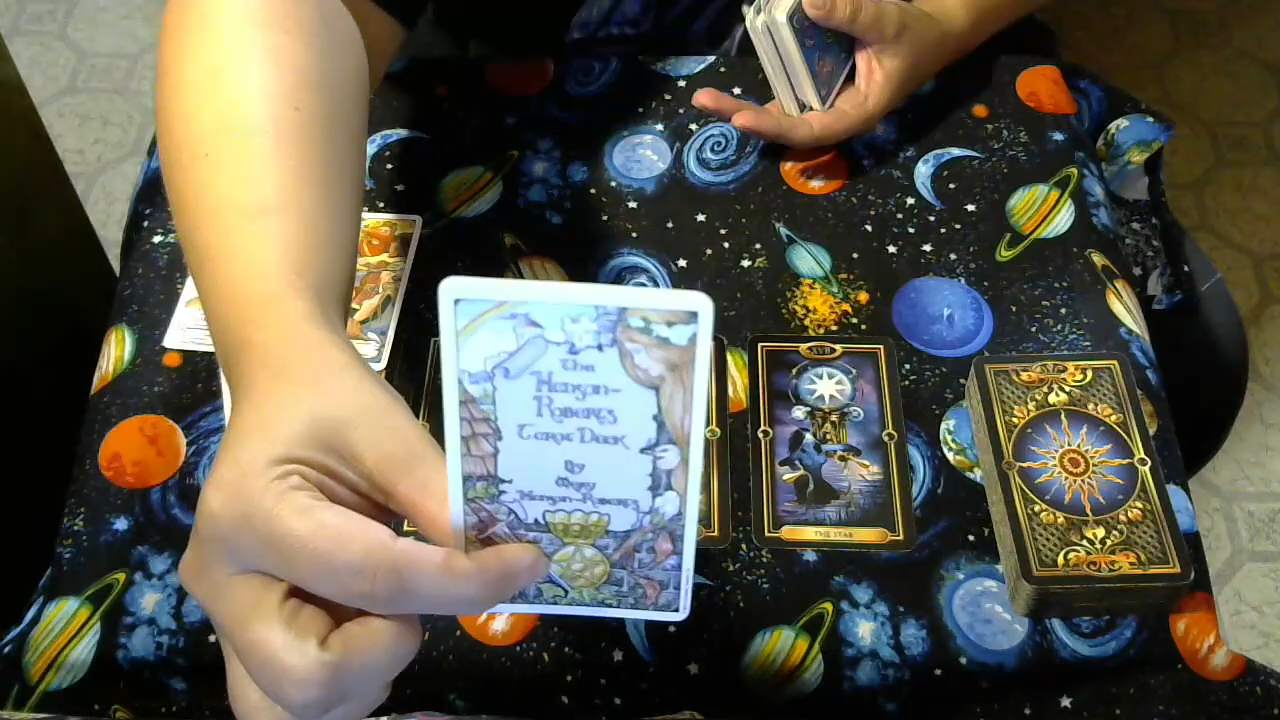 The
Hanson-
Roberts
Tarot Deck
By
Mary
Hanson-Roberts
XVII
THE STAR